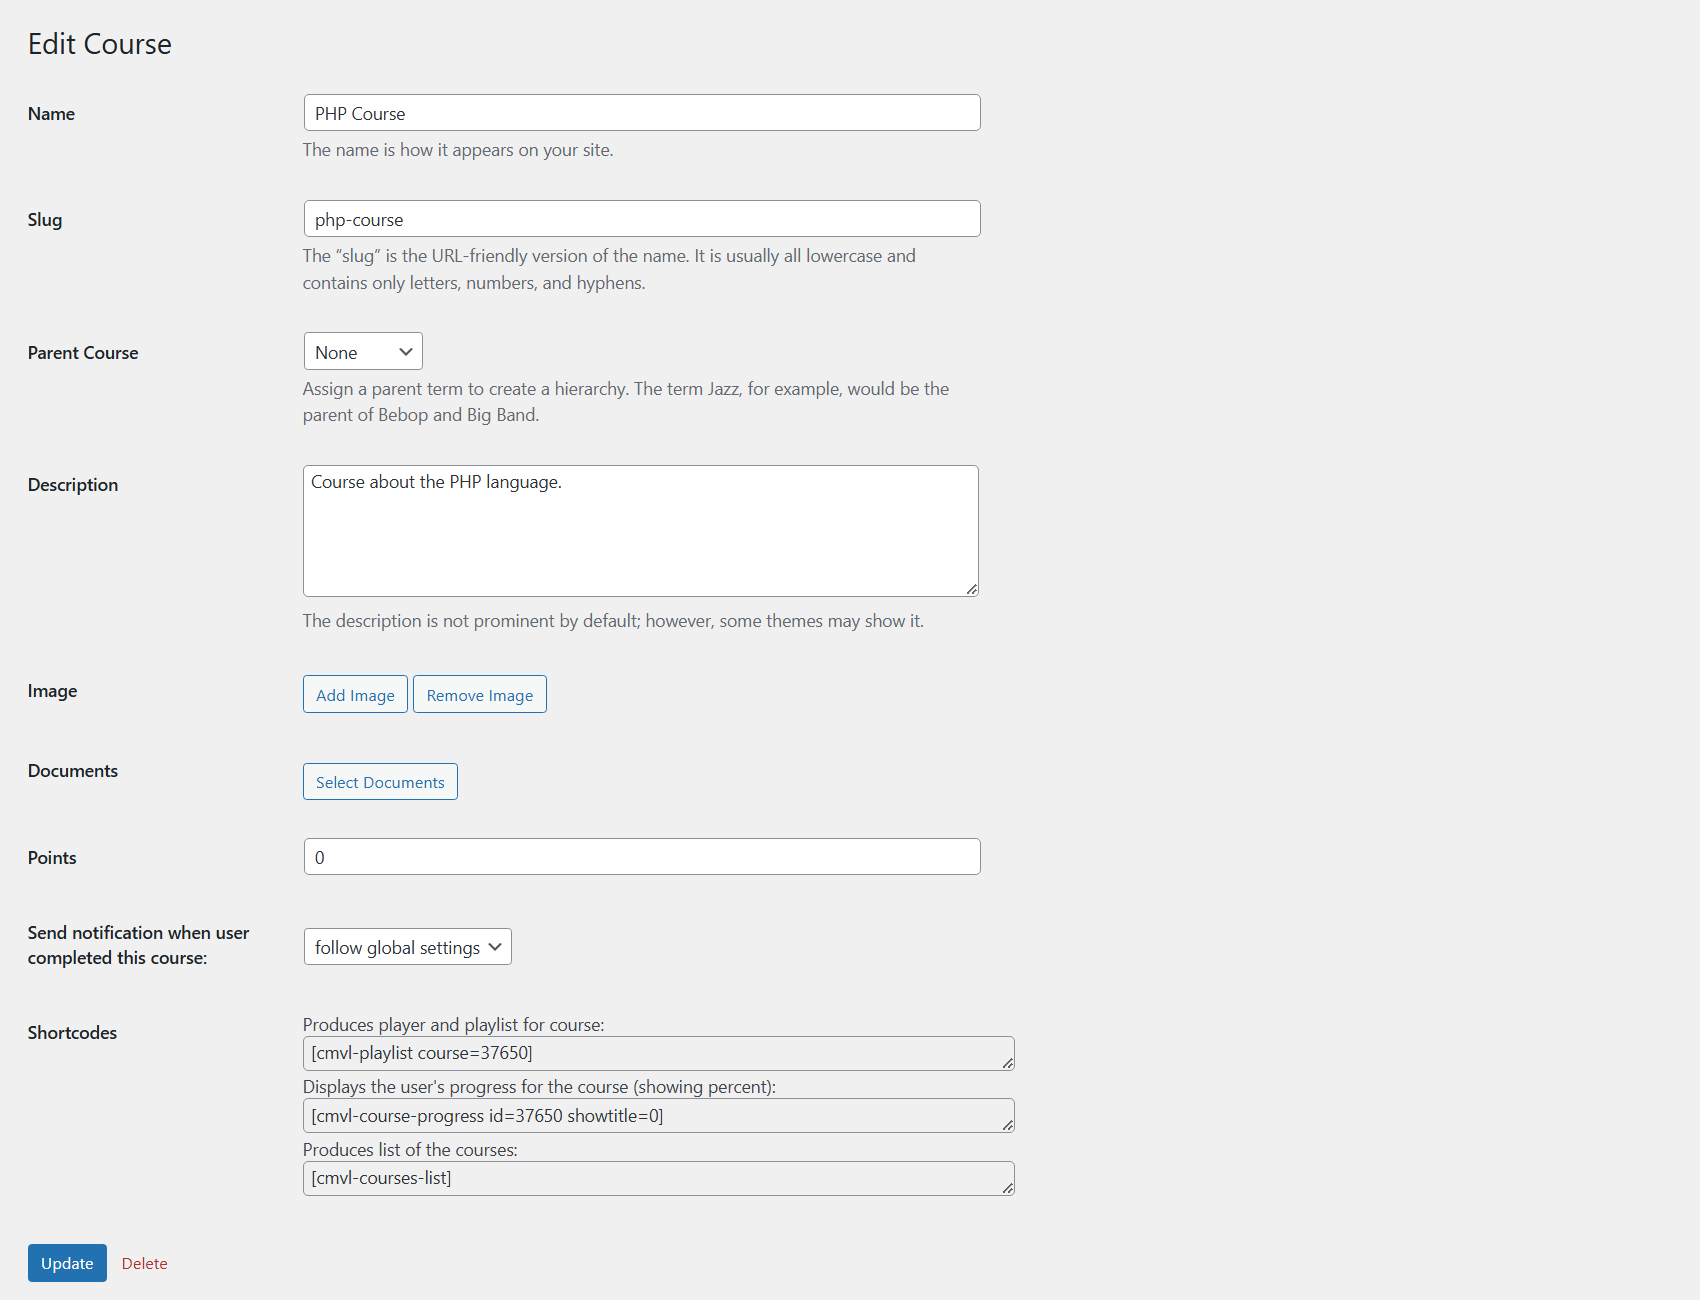 Edit Course
Name
PHP Course
The name is how it appears on your site.
Slug
php-course
The “slug” is the URL-friendly version of the name. It is usually all lowercase and
contains only letters, numbers, and hyphens.
Parent Course
None
Assign a parent term to create a hierarchy. The term Jazz, for example, would be the
parent of Bebop and Big Band.
Description
Course about the PHP language.
The description is not prominent by default; however, some themes may show it.
Image
Add Image Remove Image
Documents
Select Documents
Points
0
Send notification when user
completed this course:
follow global settings
Shortcodes
Produces player and playlist for course:
[cmvl-playlist course=37650]
Displays the user's progress for the course (showing percent):
[cmvl-course-progress id=37650 showtitle=0]
Produces list of the courses:
[cmvl-courses-list]
Update Delete